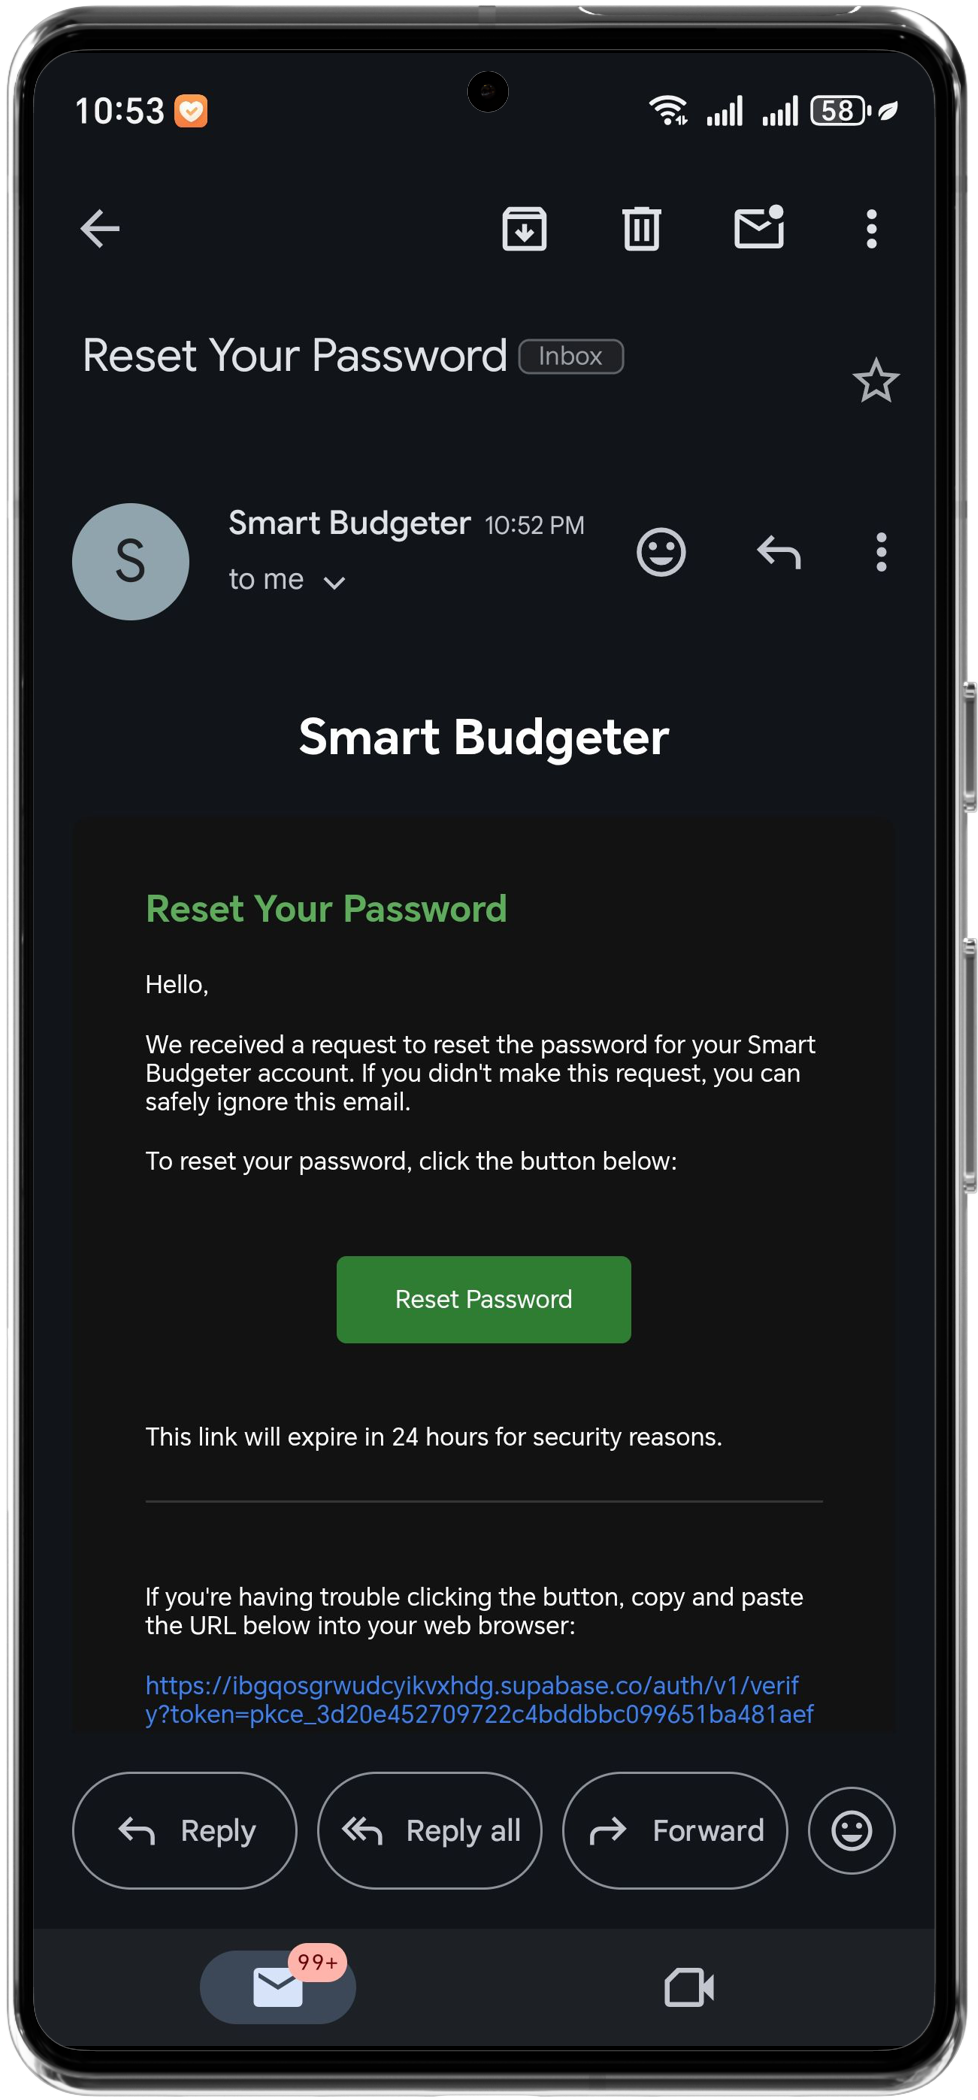 10:53
58
Reset Your Password Inbox
S
Smart Budgeter 10:52 PM
to me
Smart Budgeter
Reset Your Password
Hello,
We received a request to reset the password for your Smart
Budgeter account. If you didn't make this request, you can
safely ignore this email.
To reset your password, click the button below:
Reset Password
This link will expire in 24 hours for security reasons.
If you're having trouble clicking the button, copy and paste
the URL below into your web browser:
https://ibgqosgrwudcyikvxhdg.supabase.co/auth/v1/verif
y?token=pkce_3d20e452709722c4bddbbc099651ba481aef
Reply
Reply all
Forward
99+